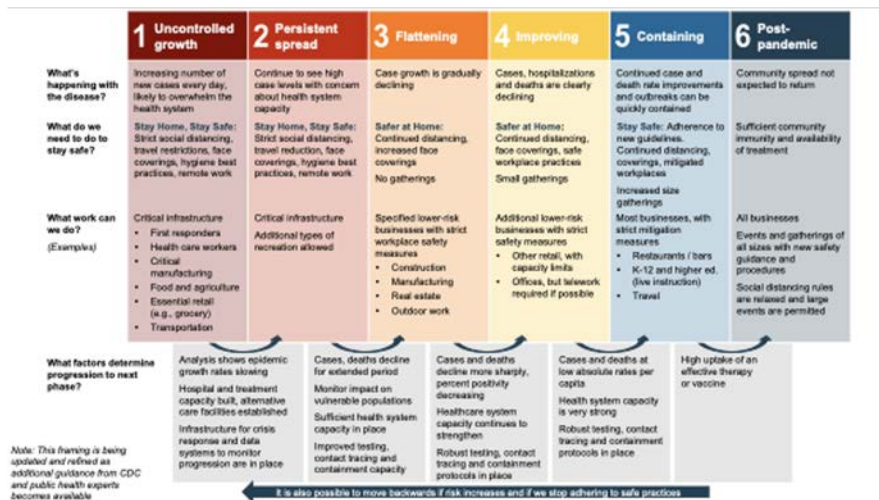 1 Uncontrolled growth
2 Persistent spread
3 Flattening
4 Improving
5 Containing
6 Post-pandemic
What's happening with the disease?
Increasing number of new cases every day, likely to overwhelm the health system
Continue to see high case levels with concern about health system capacity
Case growth is gradually declining
Cases, hospitalizations and deaths are clearly declining
Continued case and death rate improvements and outbreaks can be quickly contained
Community spread not expected to return
What do we need to do to stay safe?
Stay Home, Stay Safe: Strict social distancing, travel restrictions, face coverings, hygiene best practices, remote work
Stay Home, Stay Safe: Strict social distancing, travel reduction, face coverings, hygiene best practices, remote work
Safer at Home: Continued distancing, increased face coverings
No gatherings
Safer at Home: Continued distancing, face coverings, safe workplace practices
Small gatherings
Stay Safe: Adherence to new guidelines. Continued distancing, coverings, mitigated workplaces
Increased size gatherings
Sufficient community immunity and availability of treatment
What work can we do?
(Examples)
Critical infrastructure
• First responders
• Health care workers
• Critical manufacturing
• Food and agriculture
• Essential retail (e.g., grocery)
• Transportation
Critical infrastructure
Additional types of recreation allowed
Specified lower-risk businesses with strict workplace safety measures
• Construction
• Manufacturing
• Real estate
• Outdoor work
Additional lower-risk businesses with strict safety measures
• Other retail, with capacity limits
• Offices, but telework required if possible
Most businesses, with strict mitigation measures
• Restaurants / bars
• K-12 and higher ed. (live instruction)
• Travel
All businesses
Events and gatherings of all sizes with new safety guidance and procedures
Social distancing rules are relaxed and large events are permitted
What factors determine progression to next phase?
Analysis shows epidemic growth rates slowing
Hospital and treatment capacity built, alternative care facilities established
Infrastructure for crisis response and data systems to monitor progression are in place
Cases, deaths decline for extended period
Monitor impact on vulnerable populations
Sufficient health system capacity in place
Improved testing, contact tracing and containment capacity
Cases and deaths decline more sharply, percent positivity decreasing
Healthcare system capacity continues to strengthen
Robust testing, contact tracing and containment protocols in place
Cases and deaths at low absolute rates per capita
Health system capacity is very strong
Robust testing, contact tracing and containment protocols in place
High uptake of an effective therapy or vaccine
Note: This framing is being updated and refined as additional guidance from CDC and public health experts becomes available
It is also possible to move backwards if risk increases and if we stop adhering to safe practices